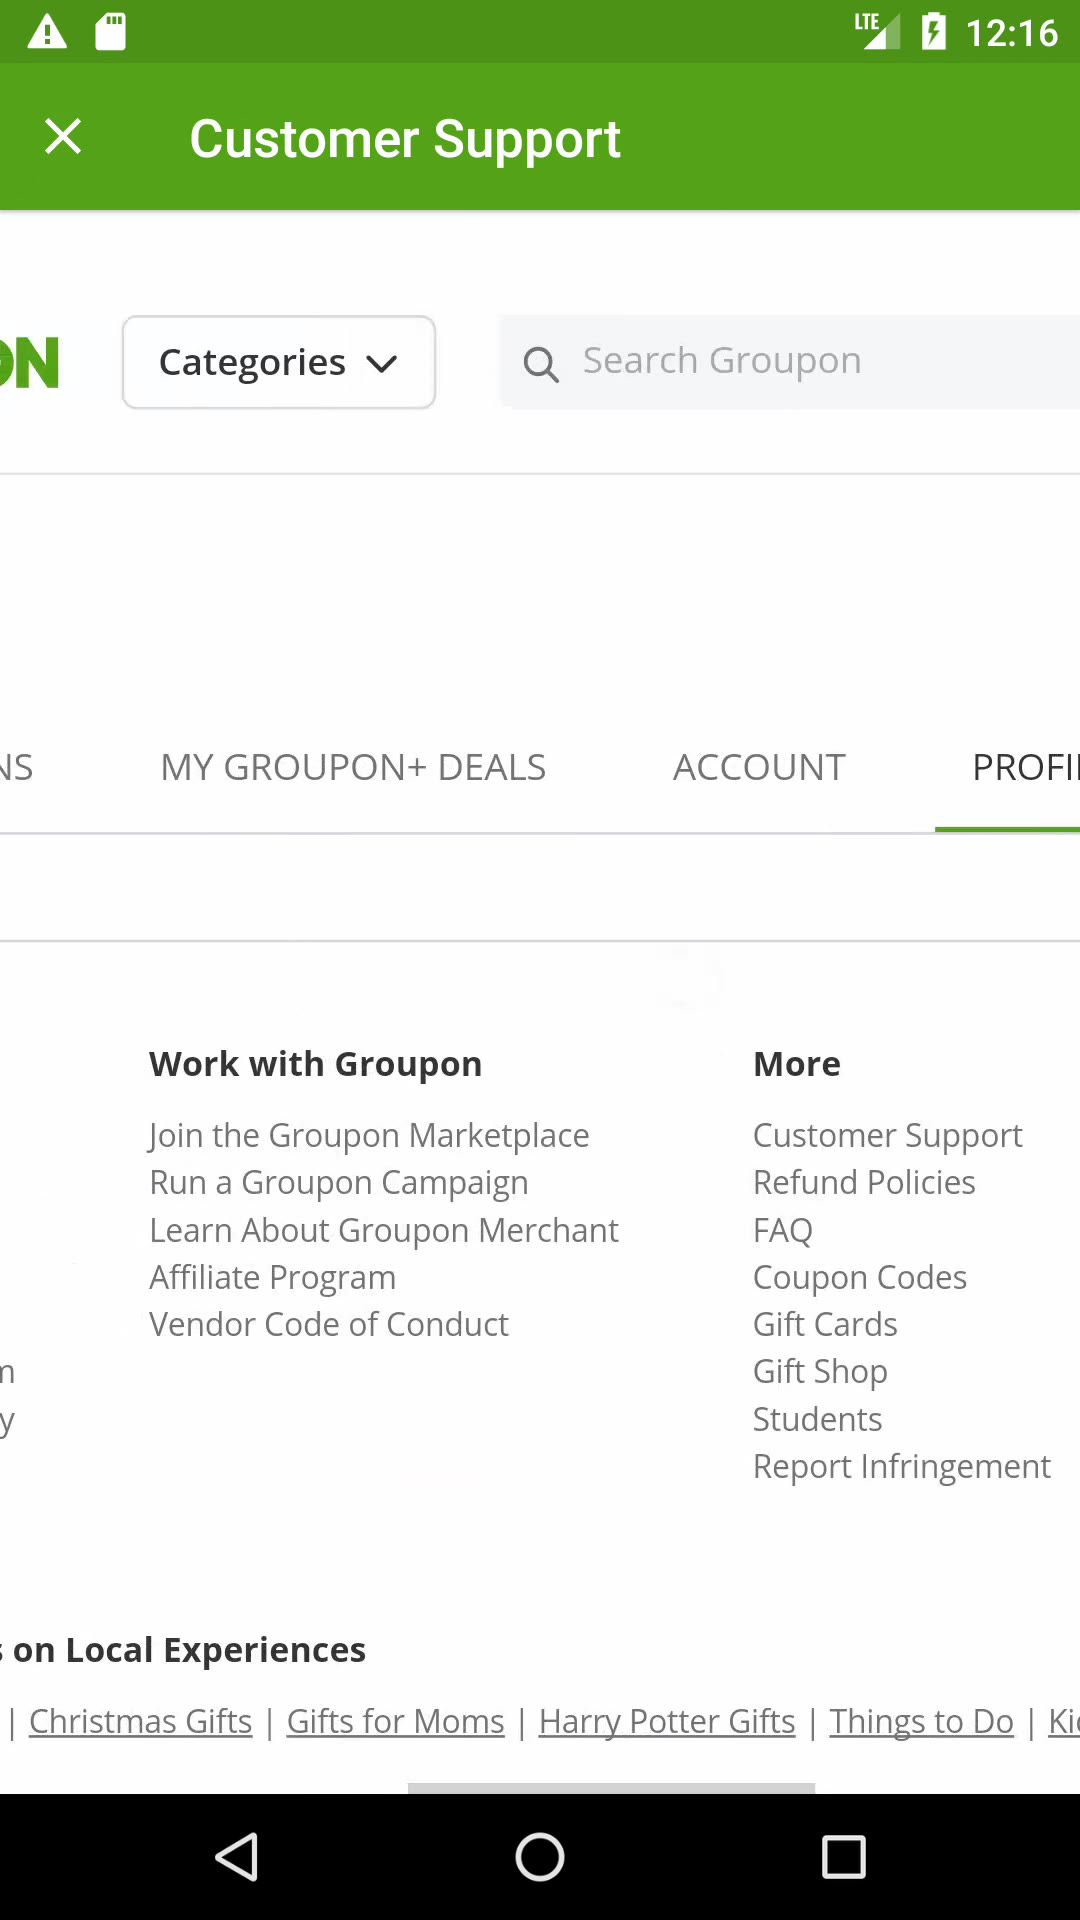 LTE 12:16
Customer Support
ON Categories Search Groupon
NS MY GROUPON+ DEALS ACCOUNT PROFI
Work with Groupon
Join the Groupon Marketplace
Run a Groupon Campaign
Learn About Groupon Merchant
Affiliate Program
Vendor Code of Conduct
More
Customer Support
Refund Policies
FAQ
Coupon Codes
Gift Cards
Gift Shop
Students
Report Infringement
m
y
s on Local Experiences
| Christmas Gifts | Gifts for Moms | Harry Potter Gifts | Things to Do | Ki